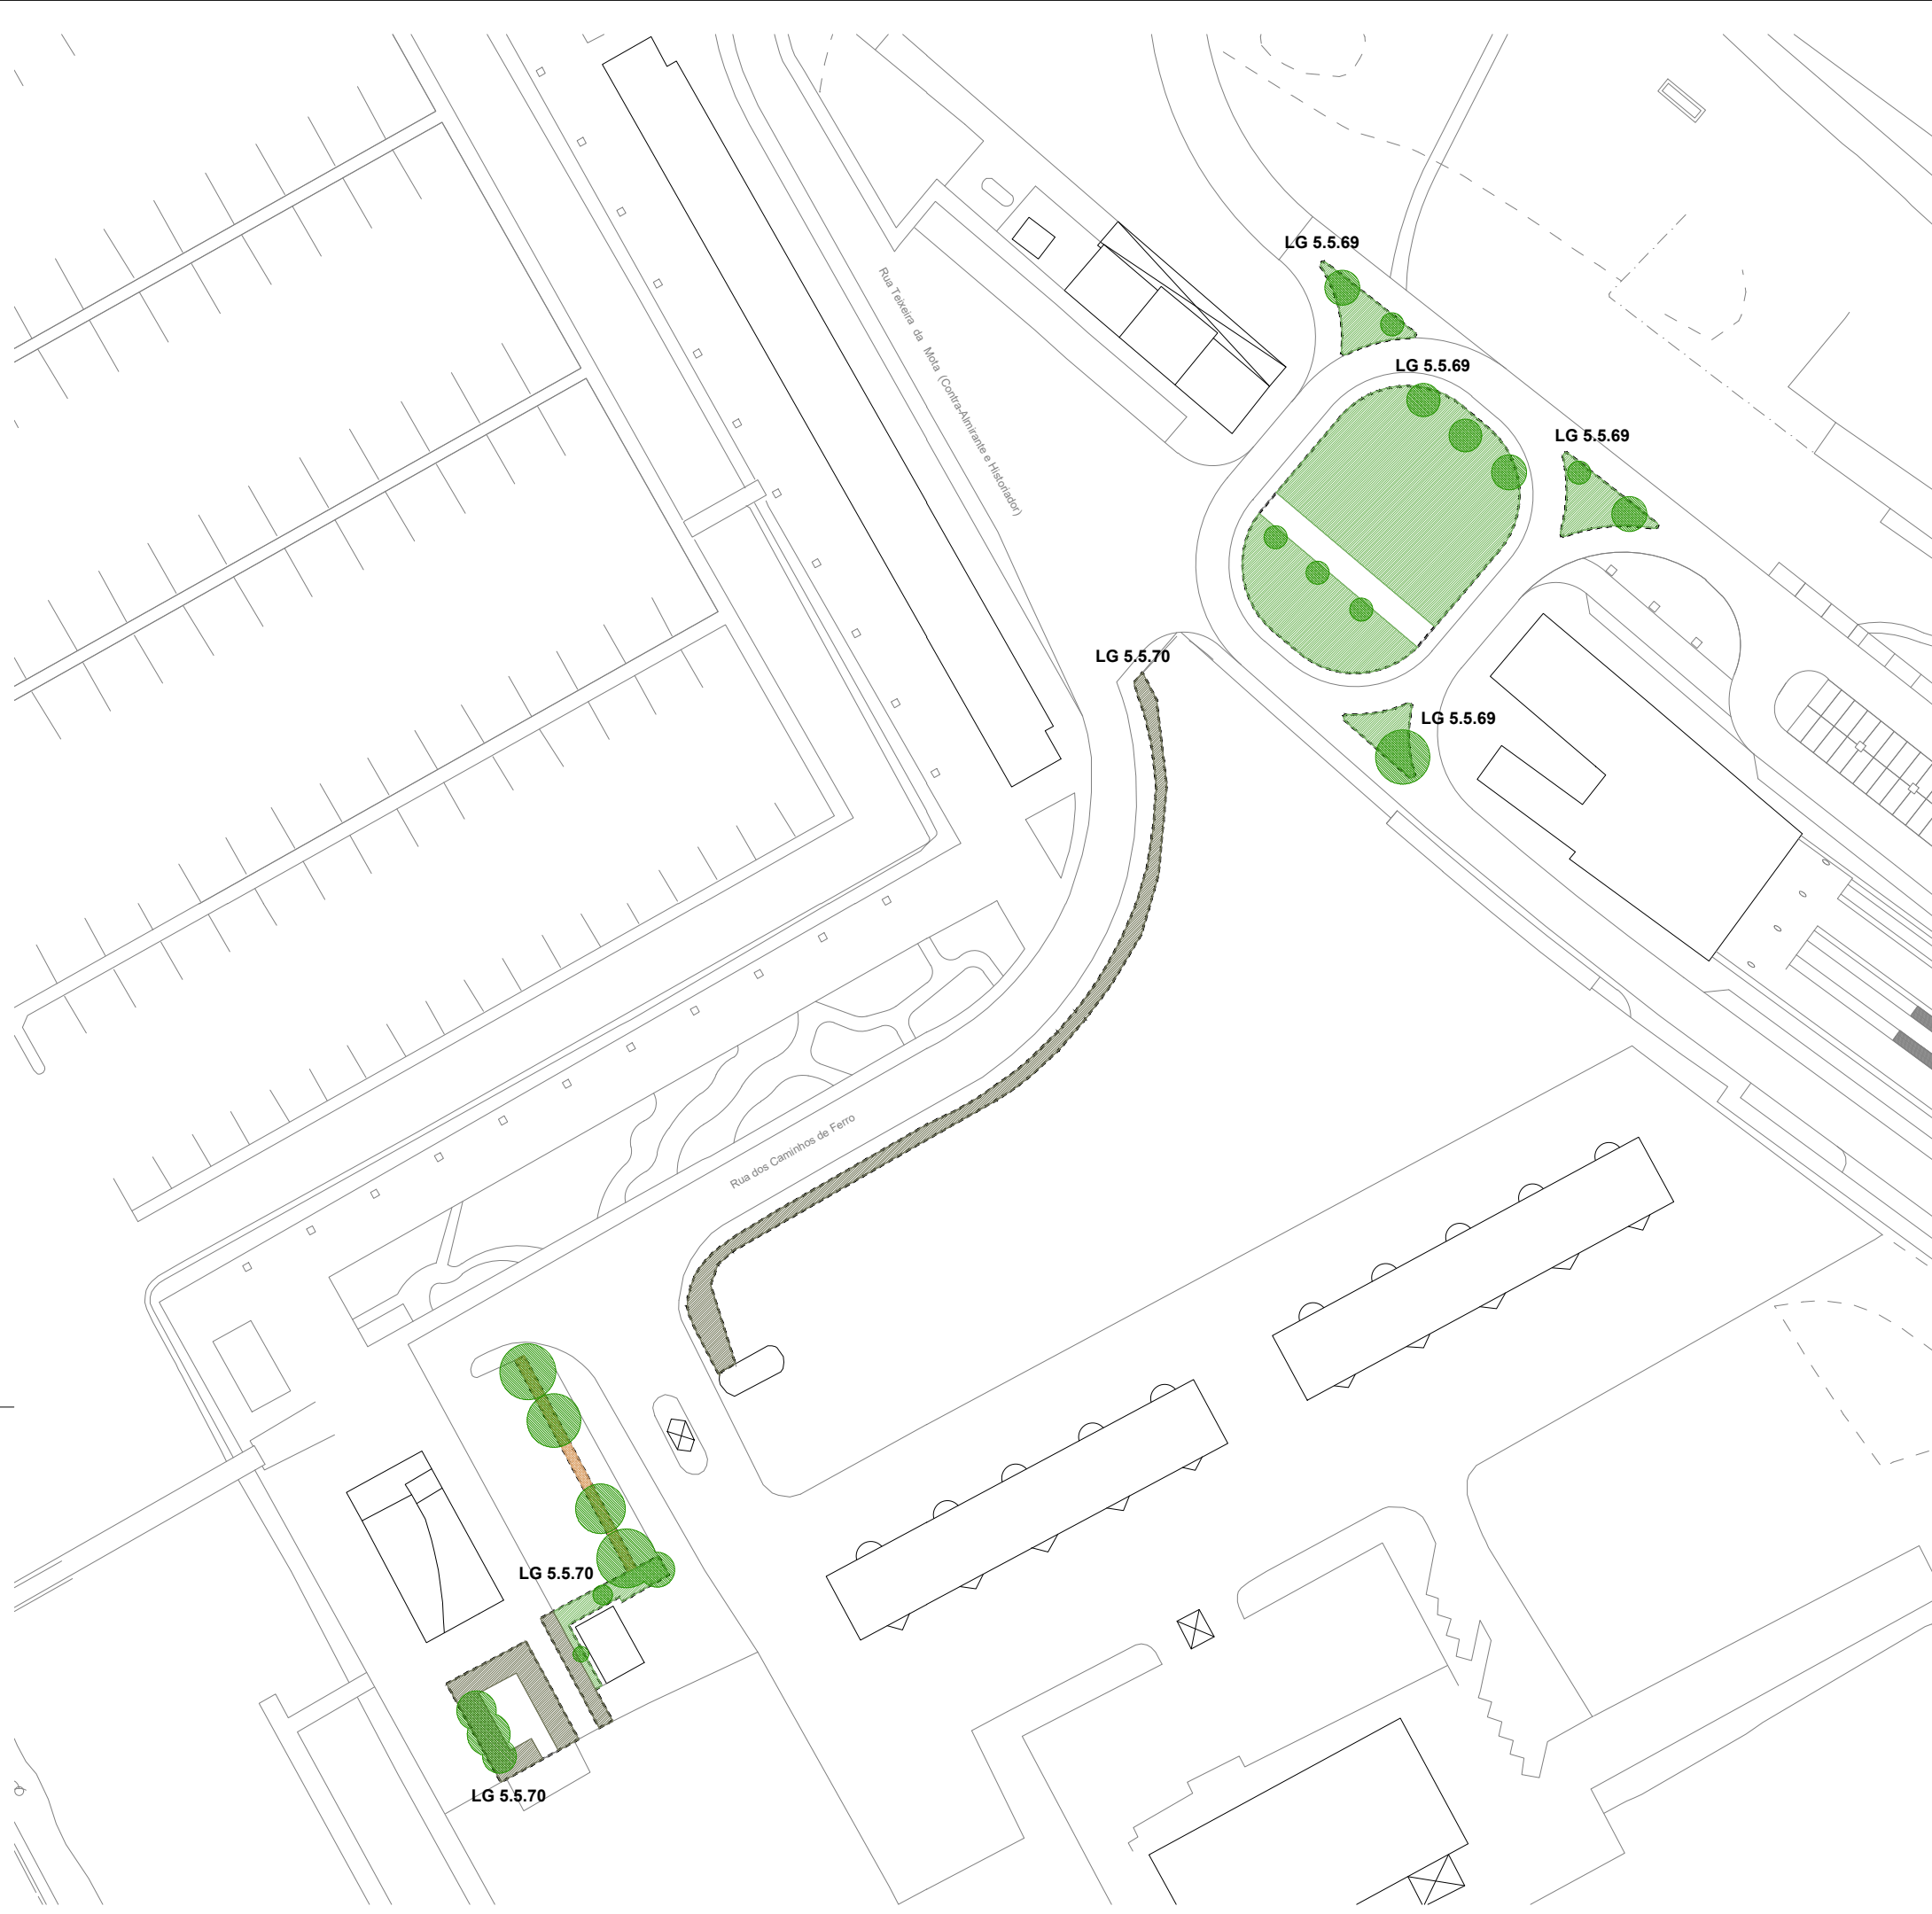 LG 5.5.69
Rua Teixeira da Mota (Contra-Almirante e Historiador)
LG 5.5.69
LG 5.5.69
LG 5.5.70
LG 5.5.69
Rua dos Caminhos de Ferro
LG 5.5.70
LG 5.5.70